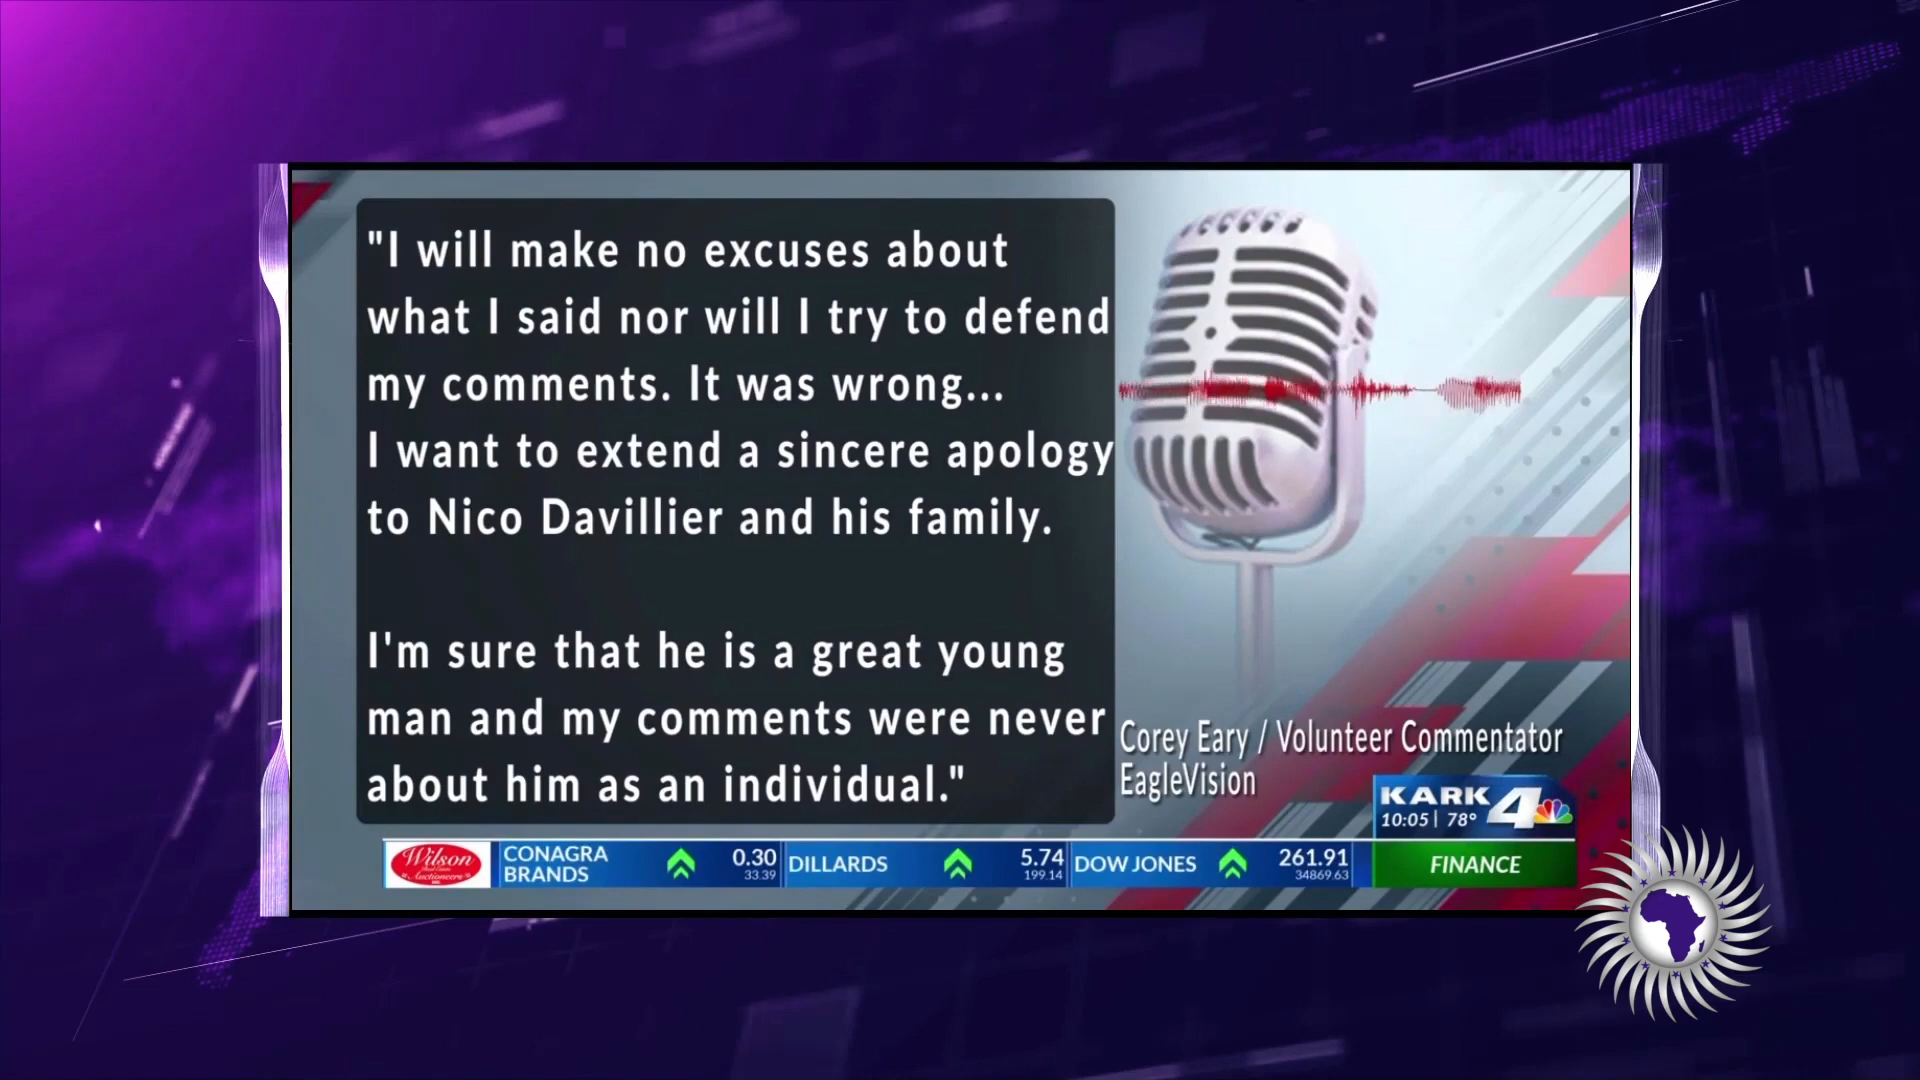 "I will make no excuses about
what I said nor will I try to defend
my comments. It was wrong...
I want to extend a sincere apology
to Nico Davillier and his family.
I'm sure that he is a great young
man and my comments were never
about him as an individual."
Corey Eary / Volunteer Commentator
EagleVision
KARK 4
10:05 | 78°
Wilson
Auctioneers
CONAGRA
BRANDS
0.30
33.39
DILLARDS
5.74
199.14
DOW JONES
261.91
34869.63
FINANCE